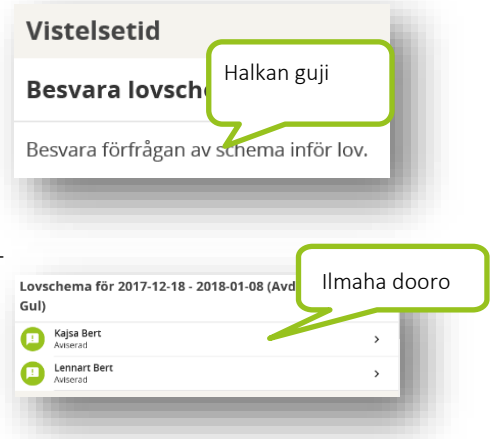 Vistelsetid
Halkan guji
Besvara lovsch
Besvara förfrågan av schema inför lov.
Ilmaha dooro
Lovschema för 2017-12-18 - 2018-01-08 (Avd
Gul)
Kajsa Bert
Aviserad
Lennart Bert
Aviserad